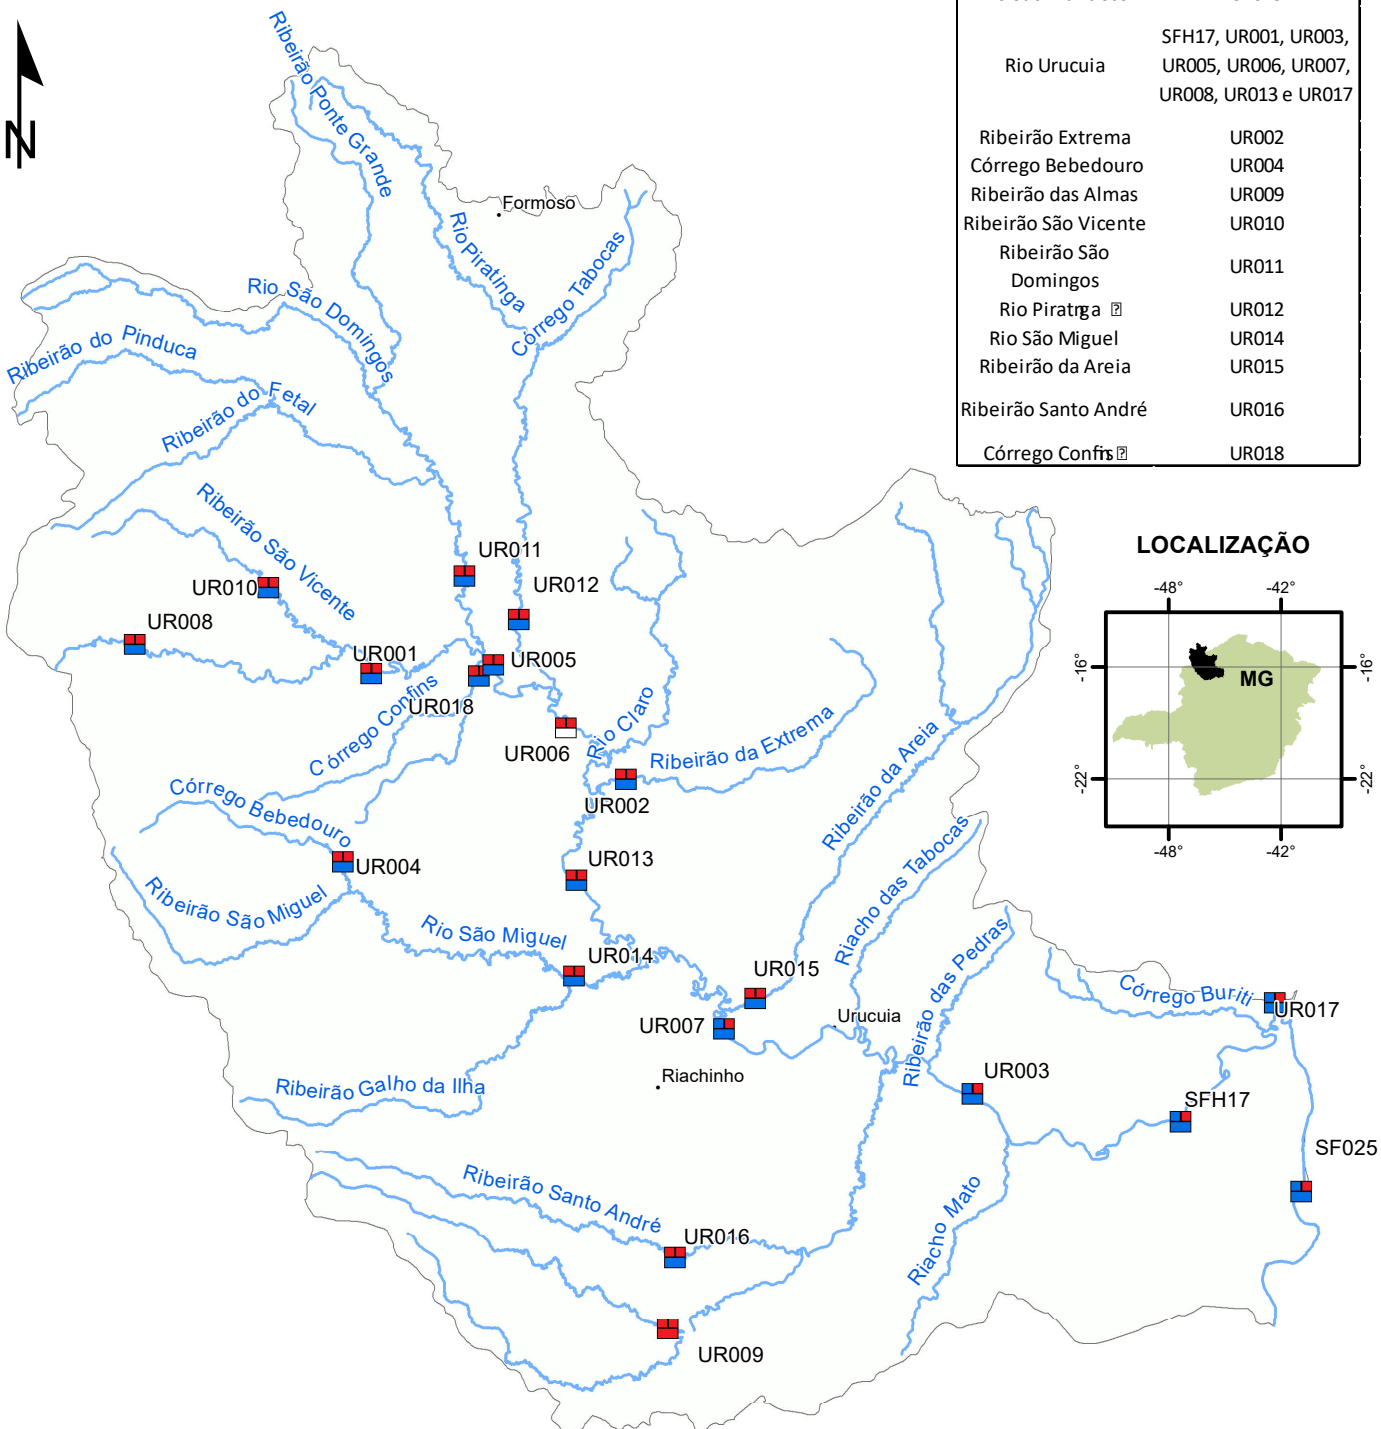 N
Rio Urucuia
SFH17, UR001, UR003,
UR005, UR006, UR007,
UR008, UR013 e UR017
Ribeirão Extrema UR002
Córrego Bebedouro UR004
Ribeirão das Almas UR009
Ribeirão São Vicente UR010
Ribeirão São
Domingos
UR011
UR012
Rio São Miguel UR014
Ribeirão da Areia UR015
Ribeirão Santo André UR016
Córrego Confins UR018
Ribeirão Ponte Grande
Formoso
Rio Piratinga
Córrego Tabocas
Rio São Domingos
Ribeirão do Pinduca
Ribeirão do Fetal
Ribeirão São Vicente
UR011
UR012
UR010
UR008
UR001
UR005
UR018
Córrego Confins
UR006
Rio Claro
Ribeirão da Extrema
UR002
Ribeirão da Areia
Córrego Bebedouro
UR004
UR013
Riacho das Tabocas
Ribeirão São Miguel
Rio São Miguel
UR014
UR015
UR007
Urucuia
Ribeirão das Pedras
Córrego Buriti
UR017
Riachinho
UR003
SFH17
SF025
Ribeirão Galho da Ilha
Ribeirão Santo André
UR016
Riacho Mato
UR009
LOCALIZAÇÃO
-48° -42°
-16° -16°
MG
-22° -22°
-48° -42°